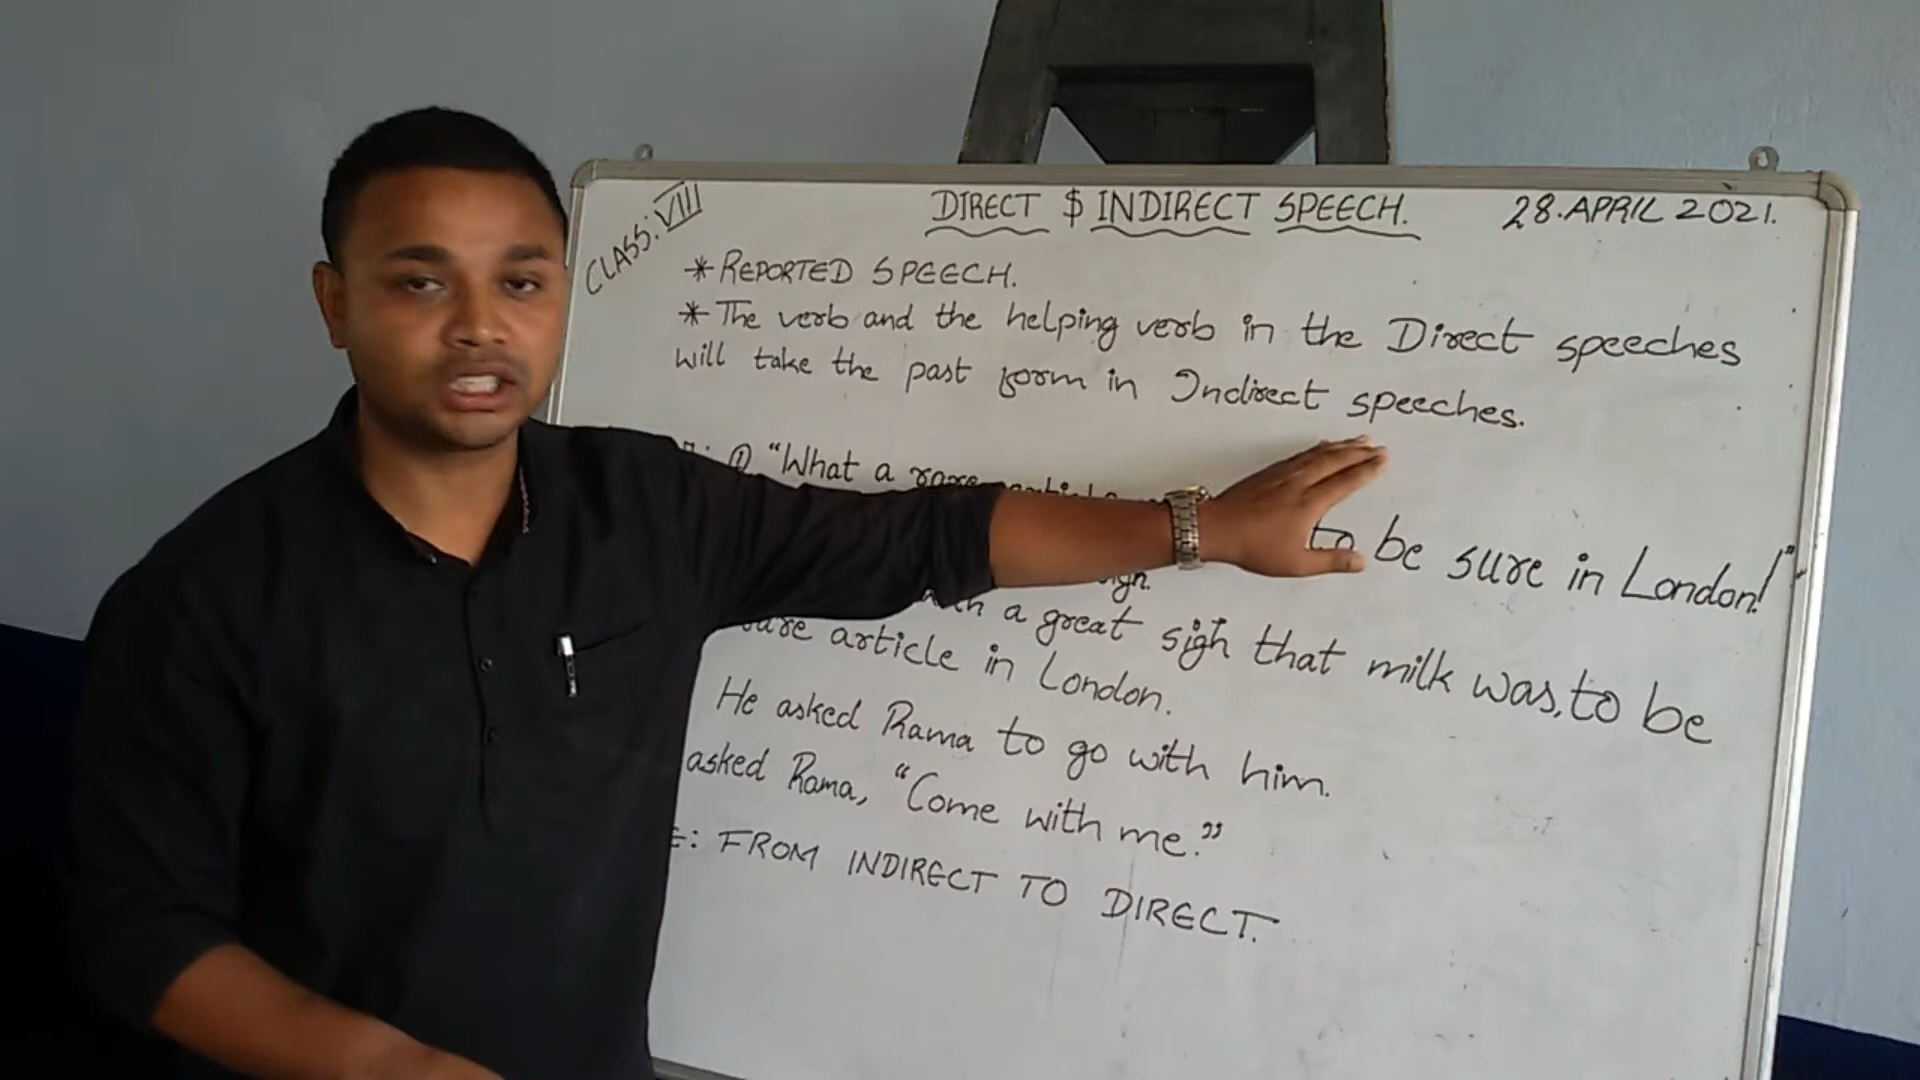 CLASS: VIII
DIRECT $ INDIRECT SPEECH.
28.APRIL 2021.
* REPORTED SPEECH.
* The verb and the helping verb in the Direct speeches
will take the past form in Indirect speeches.
① "What a rare
to be sure in London!"
a great sigh that milk was, to be
article in London.
He asked Rama to go with him.
asked Rama, "Come with me."
: FROM INDIRECT TO DIRECT.